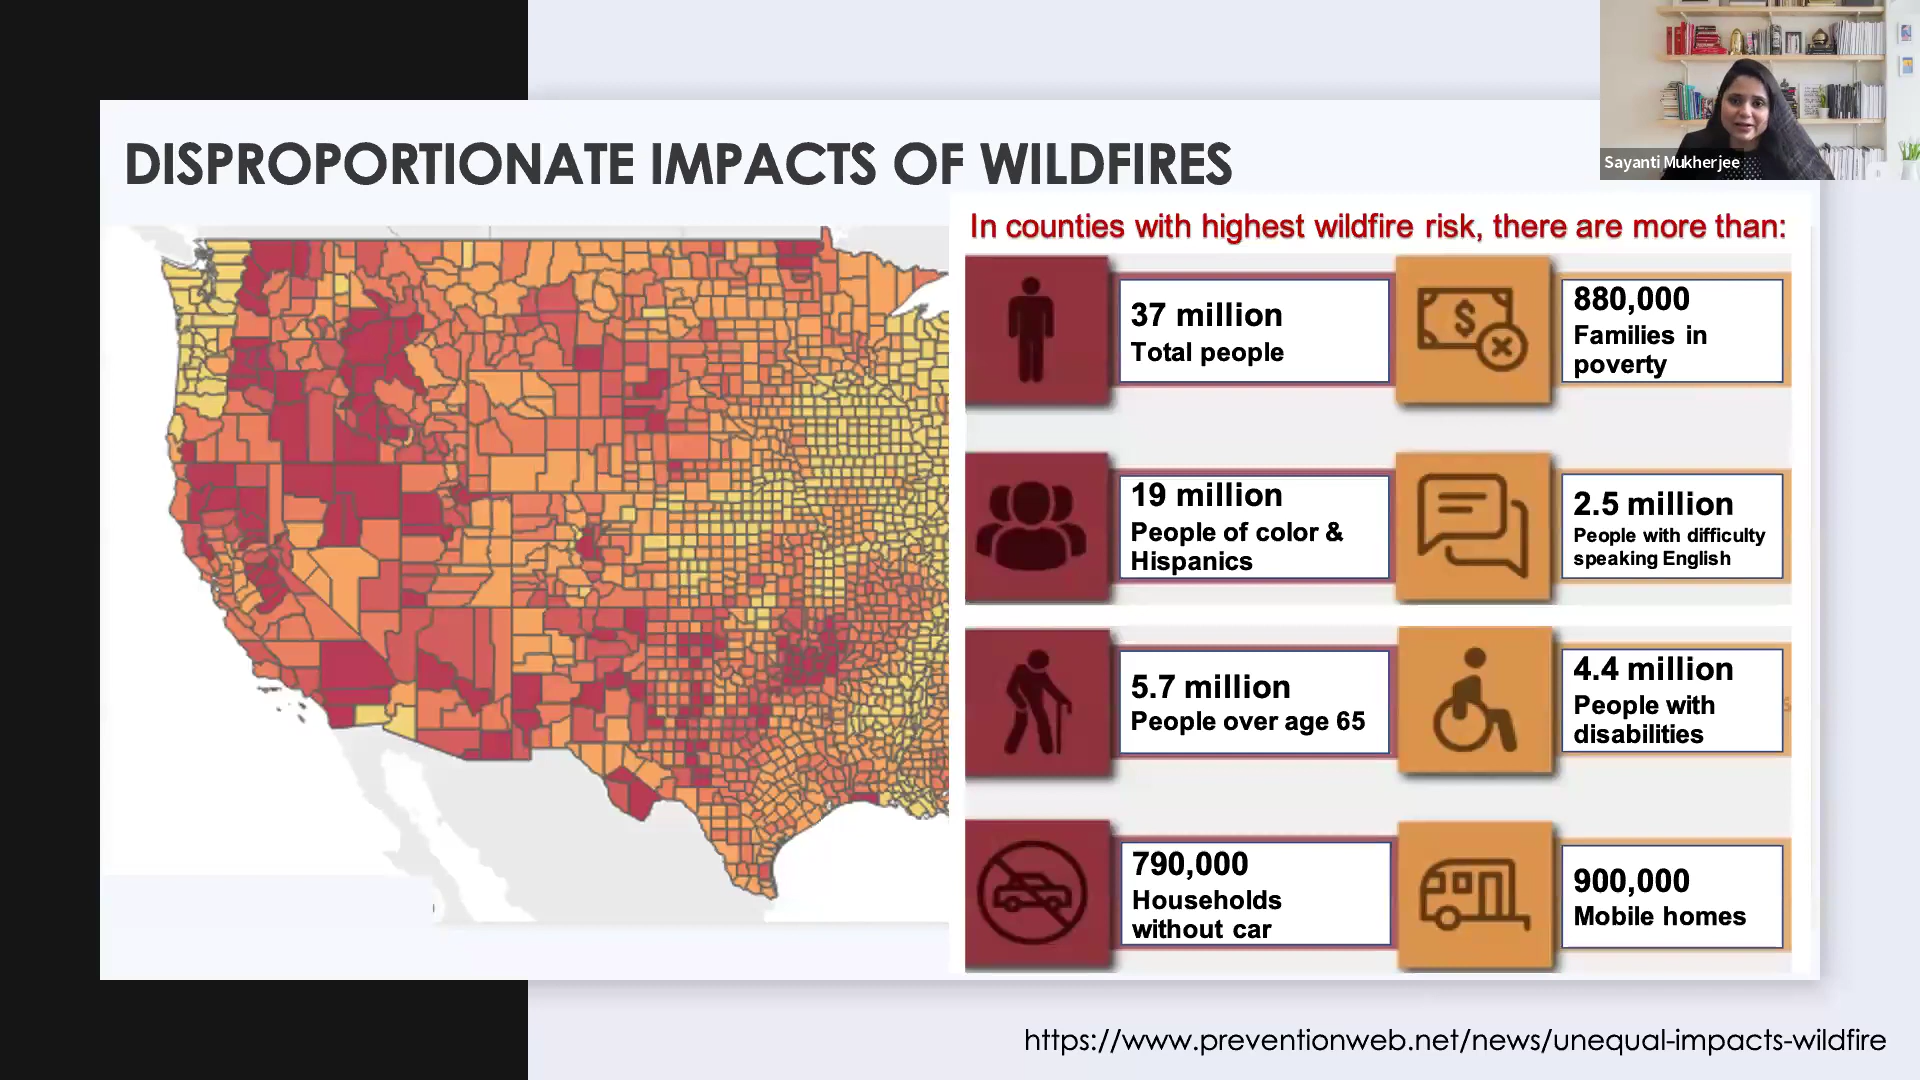 Sayanti Mukherjee
DISPROPORTIONATE IMPACTS OF WILDFIRES
In counties with highest wildfire risk, there are more than:
37 million
Total people
$
880,000
Families in
poverty
19 million
People of color &
Hispanics
2.5 million
People with difficulty
speaking English
5.7 million
People over age 65
4.4 million
People with
disabilities
790,000
Households
without car
900,000
Mobile homes
https://www.preventionweb.net/news/unequal-impacts-wildfire